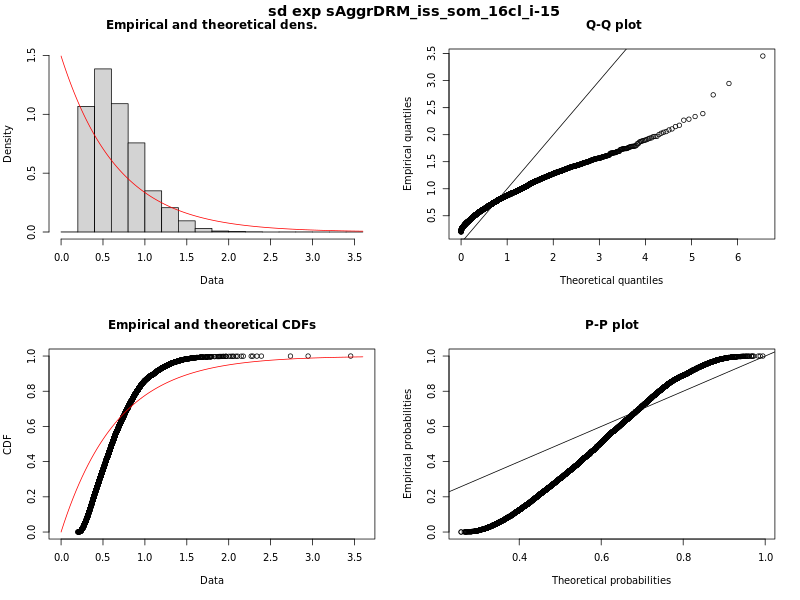 sd exp sAggrDRM_iss_som_16cl_i-15
Empirical and theoretical dens.
Density
0.0 0.5 1.0 1.5
0.0 0.5 1.0 1.5 2.0 2.5 3.0 3.5
Data
Q-Q plot
Empirical quantiles
0.5 1.0 1.5 2.0 2.5 3.0 3.5
0 1 2 3 4 5 6
Theoretical quantiles
Empirical and theoretical CDFs
CDF
0.0 0.2 0.4 0.6 0.8 1.0
0.0 0.5 1.0 1.5 2.0 2.5 3.0 3.5
Data
P-P plot
Empirical probabilities
0.0 0.2 0.4 0.6 0.8 1.0
0.4 0.6 0.8 1.0
Theoretical probabilities